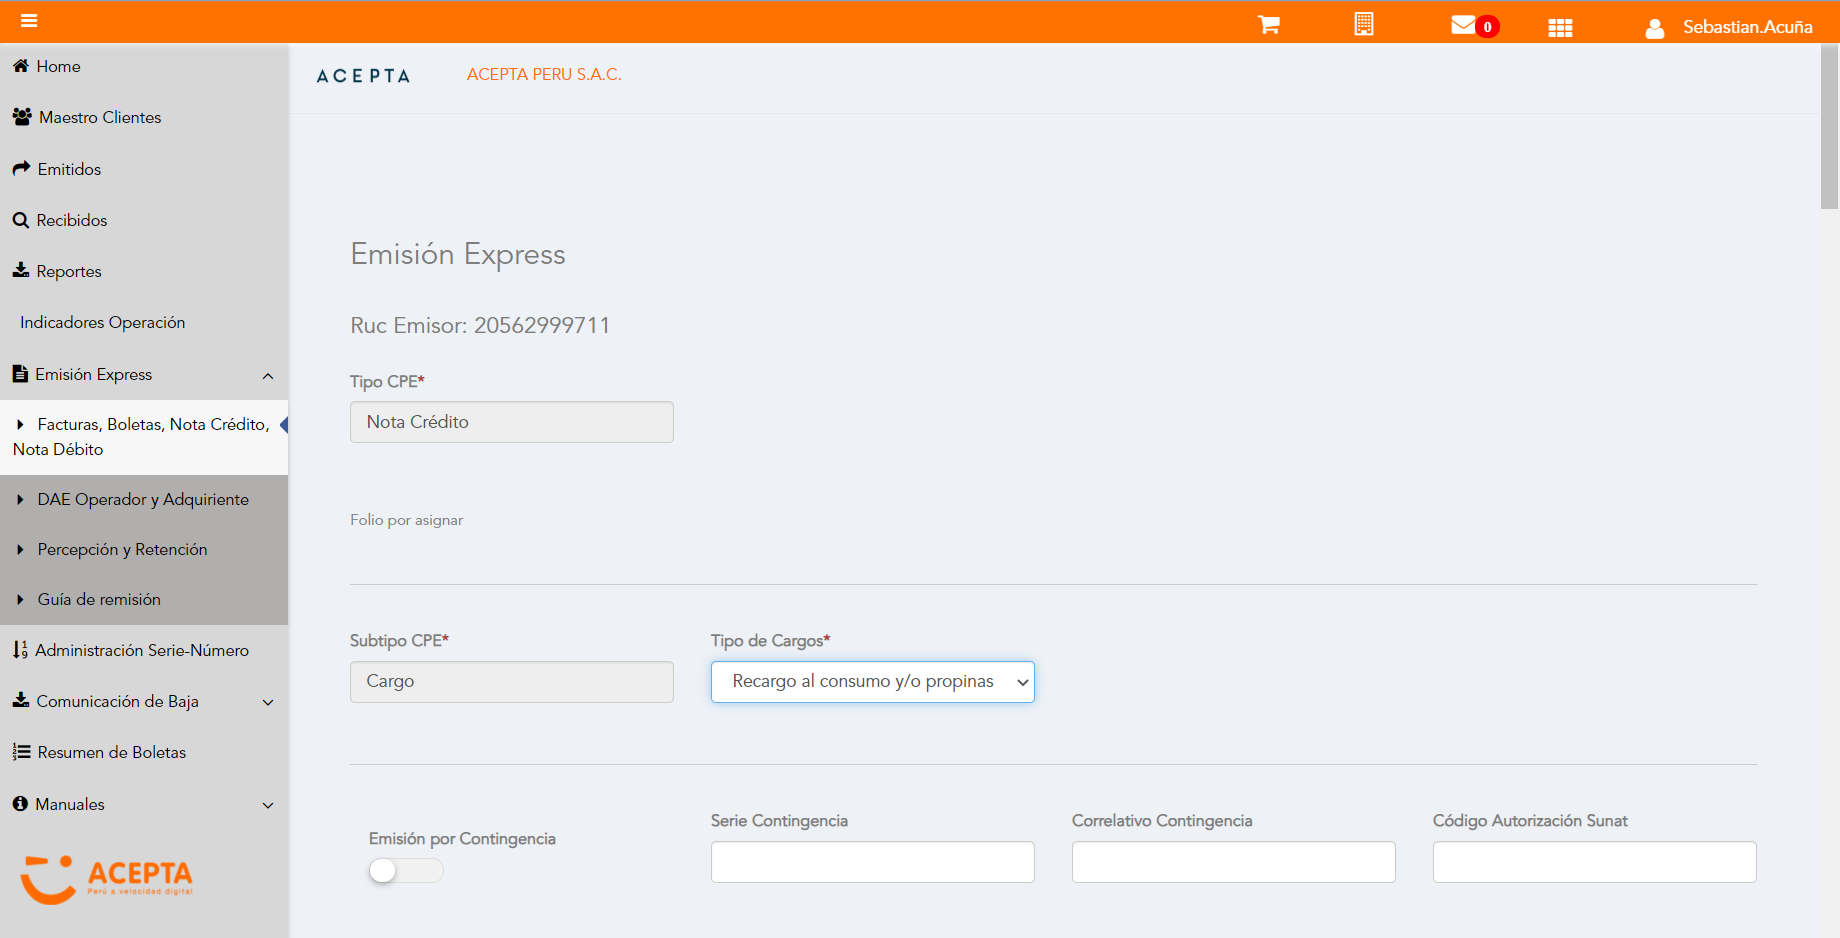 0
Sebastian.Acuña
Home
Maestro Clientes
Emitidos
Recibidos
Reportes
Indicadores Operación
Emisión Express
Facturas, Boletas, Nota Crédito,
Nota Débito
DAE Operador y Adquiriente
Percepción y Retención
Guía de remisión
Administración Serie-Número
Comunicación de Baja
Resumen de Boletas
Manuales
ACEPTA
Perú a velocidad digital
ACEPTA
ACEPTA PERU S.A.C.
Emisión Express
Ruc Emisor: 20562999711
Tipo CPE*
Nota Crédito
Folio por asignar
Subtipo CPE*
Tipo de Cargos*
Cargo
Recargo al consumo y/o propinas
Emisión por Contingencia
Serie Contingencia
Correlativo Contingencia
Código Autorización Sunat